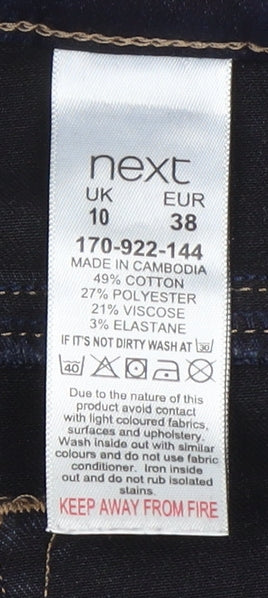 next
UK EUR
10 38
170-922-144
MADE IN CAMBODIA
49% COTTON
27% POLYESTER
21% VISCOSE
3% ELASTANE
IF IT'S NOT DIRTY WASH AT 30
40
Due to the nature of this
product avoid contact
with light coloured fabrics,
surfaces and upholstery.
Wash inside out with similar
colours and do not use fabric
conditioner. Iron inside
out and do not rub isolated
stains.
KEEP AWAY FROM FIRE